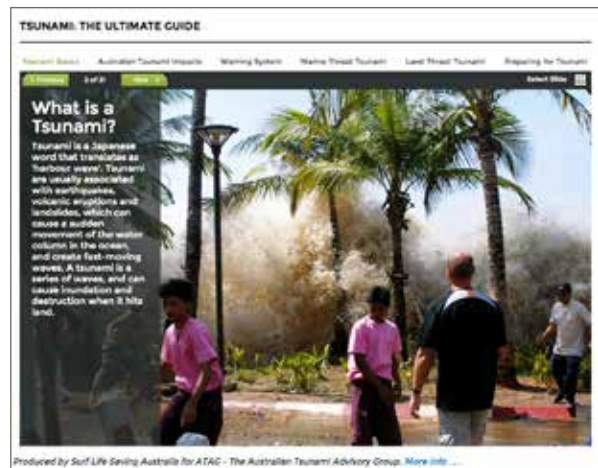 TSUNAMI: THE ULTIMATE GUIDE
Tsunami Basics Australian Tsunami Impacts Warning System Marine Threat Tsunami Land Threat Tsunami Preparing for Tsunami
Previous 2 of 21 Next Select Slide
What is a
Tsunami?
Tsunami is a Japanese
word that translates as
'harbour wave'. Tsunami
are usually associated
with earthquakes,
volcanic eruptions and
landslides, which can
cause a sudden
movement of the water
column in the ocean,
and create fast-moving
waves. A tsunami is a
series of waves, and can
cause inundation and
destruction when it hits
land.
Produced by Surf Life Saving Australia for ATAG - The Australian Tsunami Advisory Group. More info ....